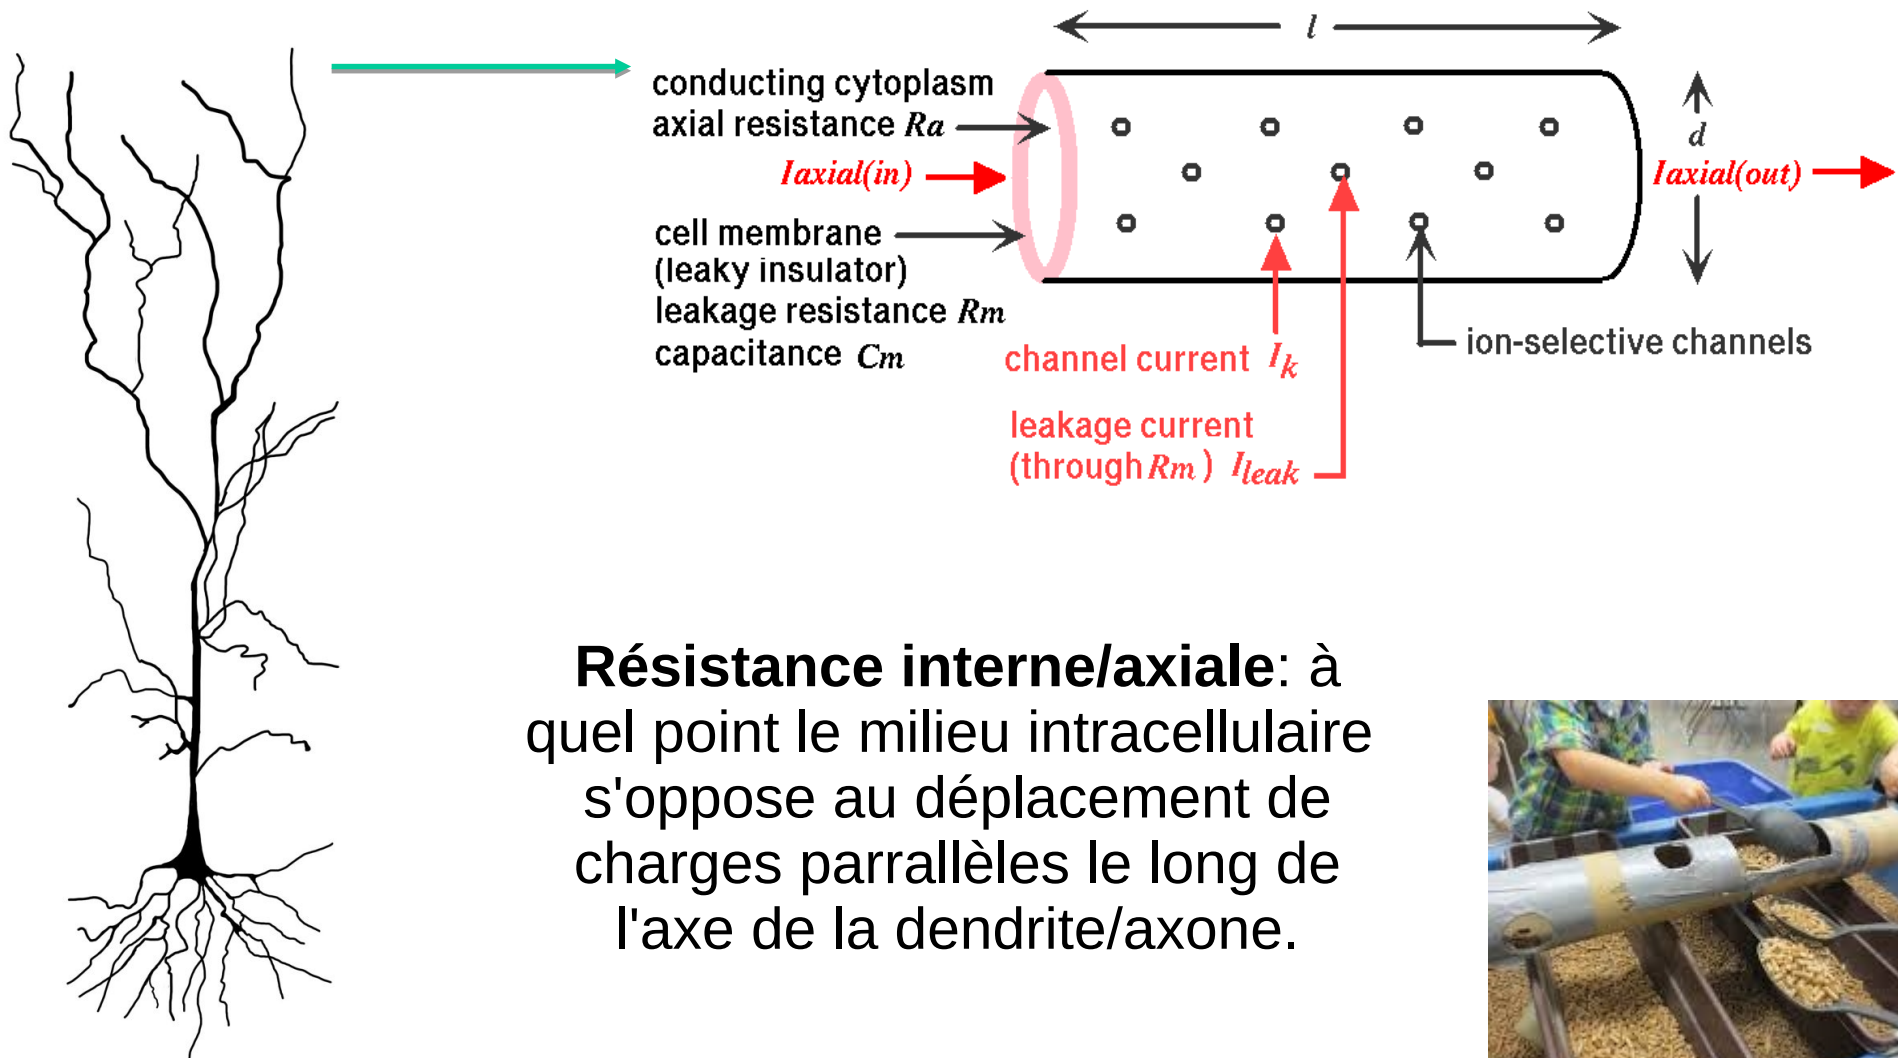 l
conducting cytoplasm
axial resistance Ra
d
Iaxial(in)
Iaxial(out)
cell membrane
(leaky insulator)
leakage resistance Rm
capacitance Cm
channel current Ik
ion-selective channels
leakage current
(through Rm ) Ileak
Résistance interne/axiale: à
quel point le milieu intracellulaire
s'oppose au déplacement de
charges parrallèles le long de
l'axe de la dendrite/axone.